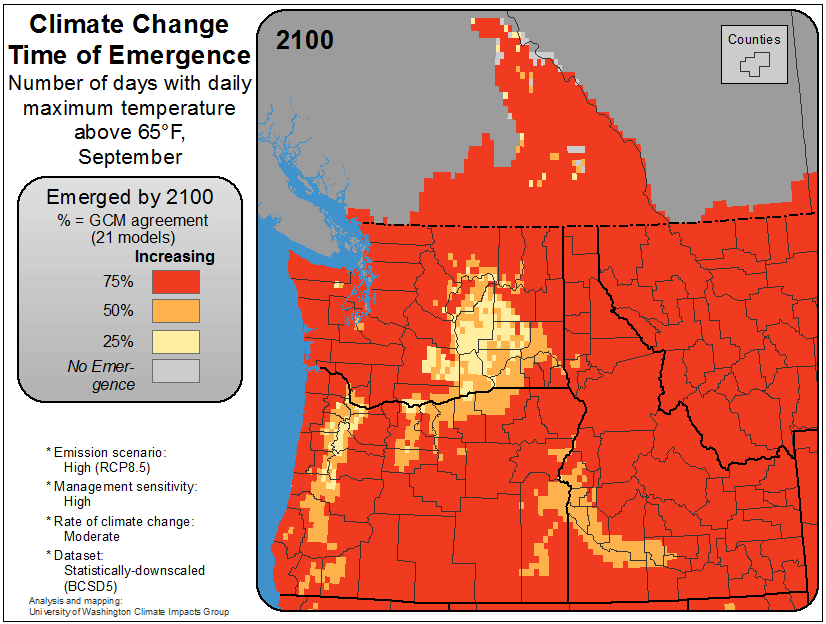 Climate Change
Time of Emergence
Number of days with daily
maximum temperature
above 65°F,
September
Emerged by 2100
% = GCM agreement
(21 models)
Increasing
75%
50%
25%
No Emer-
gence
* Emission scenario:
High (RCP8.5)
* Management sensitivity:
High
* Rate of climate change:
Moderate
* Dataset:
Statistically-downscaled
(BCSD5)
Analysis and mapping:
University of Washington Climate Impacts Group
2100
Counties